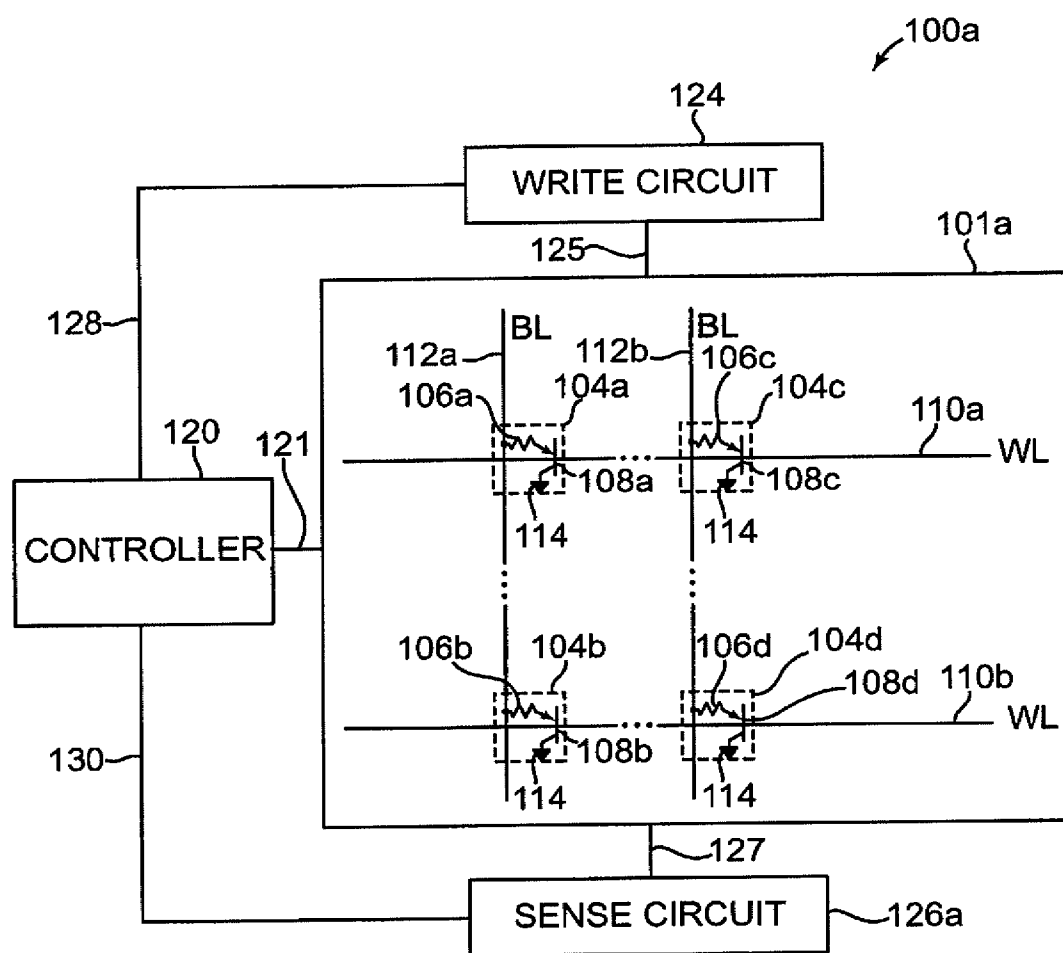 100a
124
WRITE CIRCUIT
101a
125
128
BL BL
112a 112b 106c
106a 104a 104c
110a
WL
120
121
108a 108c
114 114
CONTROLLER
106b 104b 106d 104d
108d
110b
WL
130
108b
114 114
127
SENSE CIRCUIT
126a